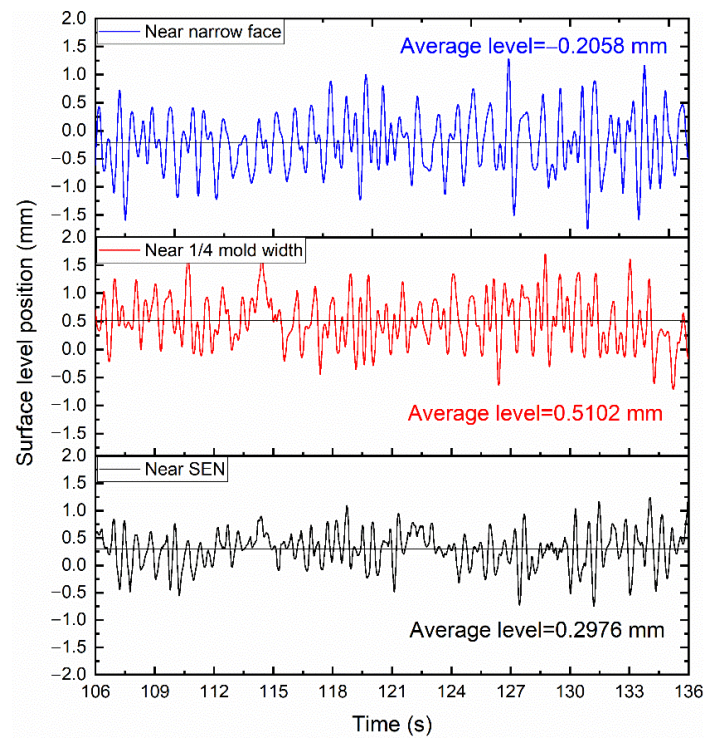 Surface level position (mm)
2.0
1.5
1.0
0.5
0.0
−0.5
−1.0
−1.5
Near narrow face
Average level=−0.2058 mm
2.0
1.5
1.0
0.5
0.0
0.5
1.0
1.5
Near 1/4 mold width
Average level=0.5102 mm
2.0
1.5
1.0
0.5
0.0
−0.5
−1.0
−1.5
−2.0
Near SEN
Average level=0.2976 mm
106 109 112 115 118 121 124 127 130 133 136
Time (s)